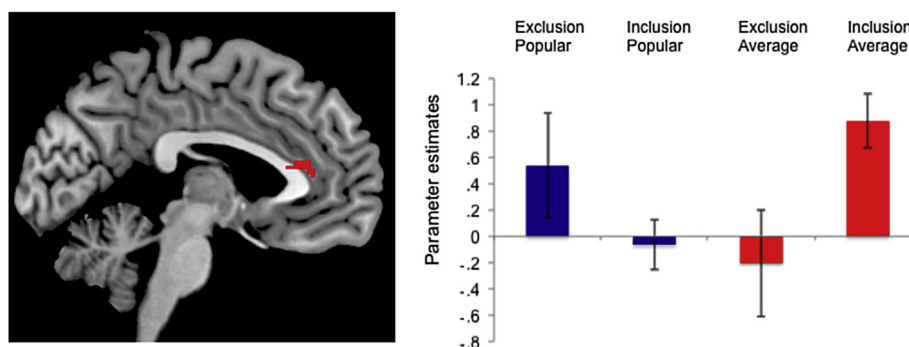 Exclusion Popular
Inclusion Popular
Exclusion Average
Inclusion Average
Parameter estimates
1.2
1
.8
.6
.4
.2
0
-.2
-.4
-.6
-.8